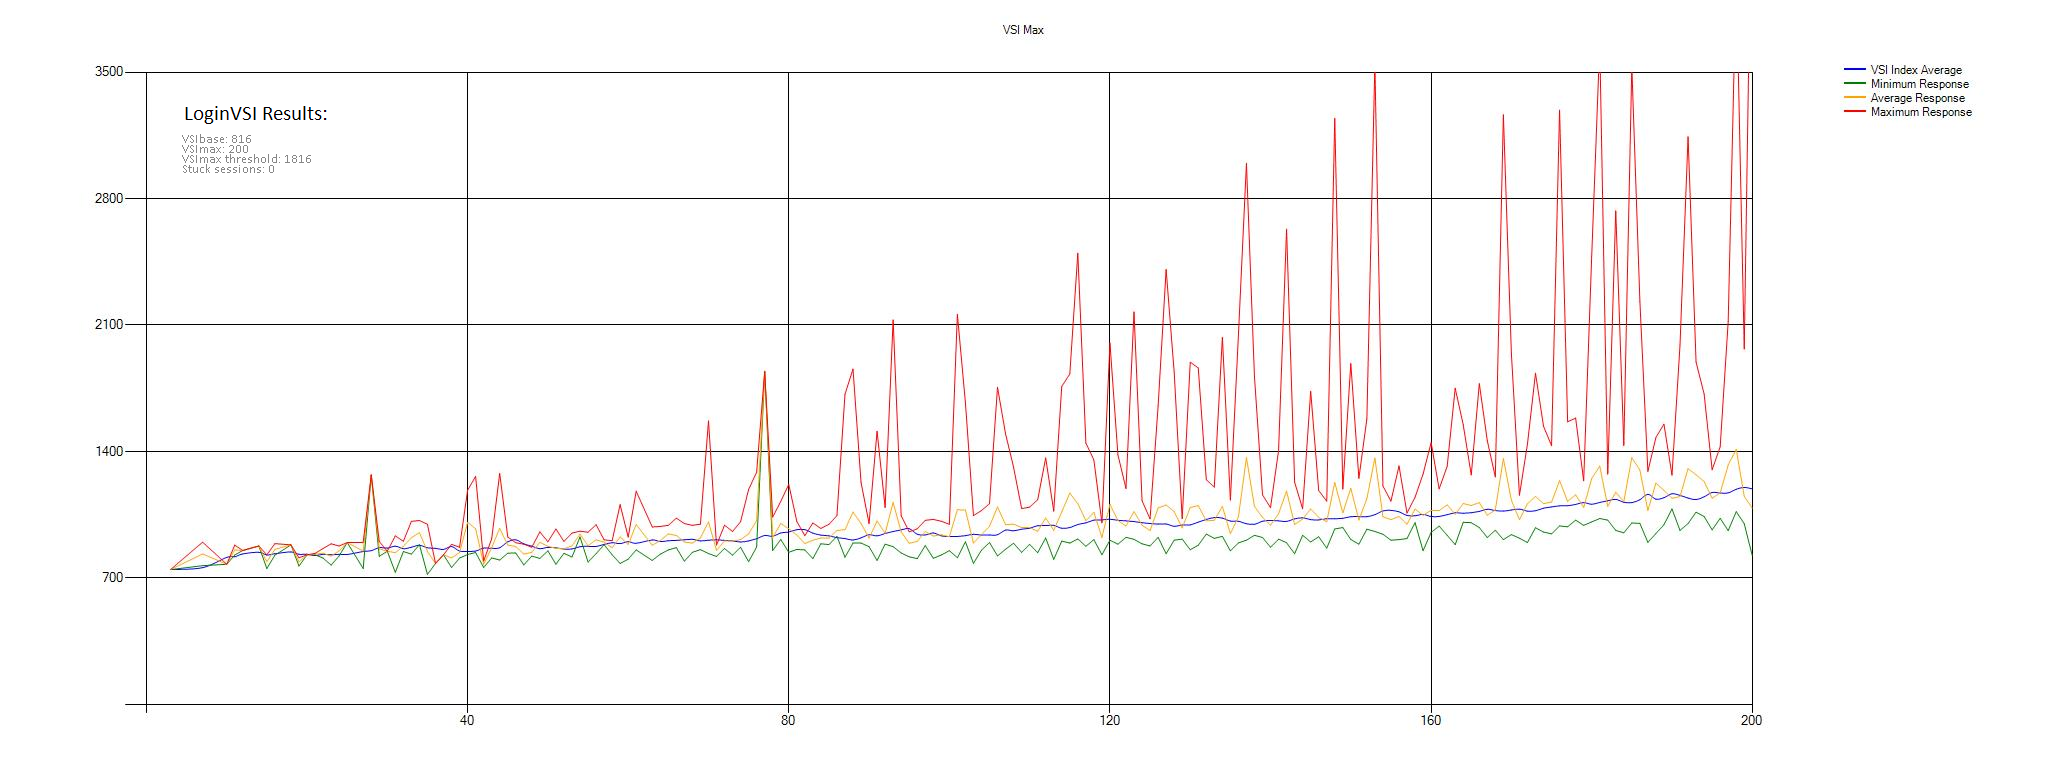 VSI Max
3500
2800
2100
1400
700
LoginVSI Results:
VSIbase: 816
VSImax: 200
VSImax threshold: 1816
Stuck sessions: 0
VSI Index Average
Minimum Response
Average Response
Maximum Response
40
80
120
160
200